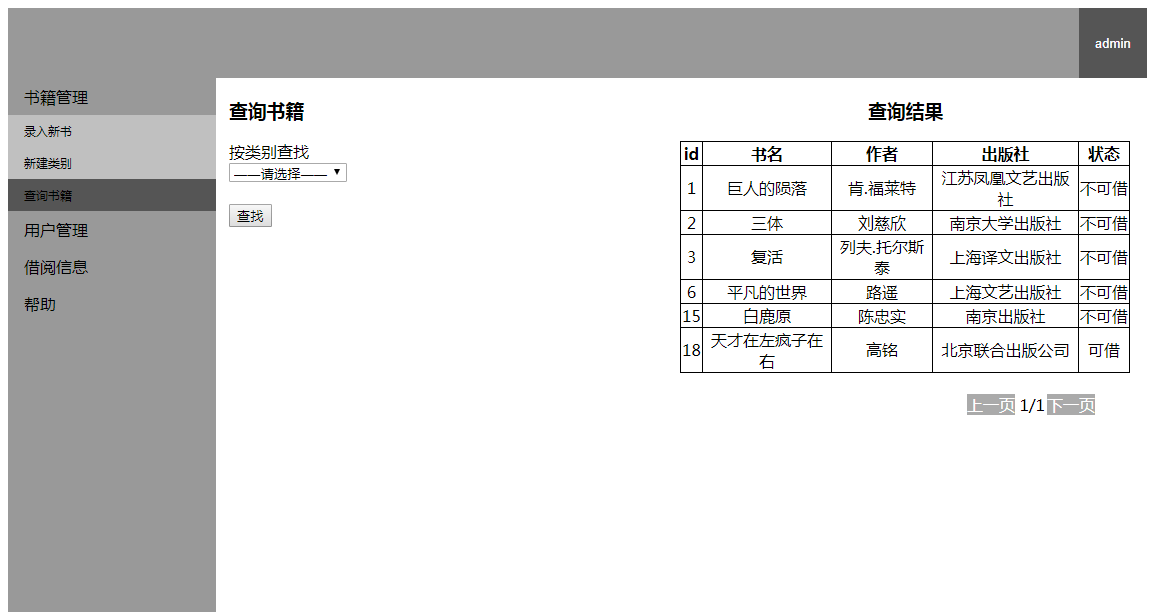 admin
书籍管理
录入新书
新建类别
查询书籍
用户管理
借阅信息
帮助
查询书籍
按类别查找
——请选择——
查找
查询结果
id 书名 作者 出版社 状态
1 巨人的陨落 肯.福莱特 江苏凤凰文艺出版社 不可借
2 三体 刘慈欣 南京大学出版社 不可借
3 复活 列夫.托尔斯泰 上海译文出版社 不可借
6 平凡的世界 路遥 上海文艺出版社 不可借
15 白鹿原 陈忠实 南京出版社 不可借
18 天才在左疯子在右 高铭 北京联合出版公司 可借
上一页 1/1 下一页